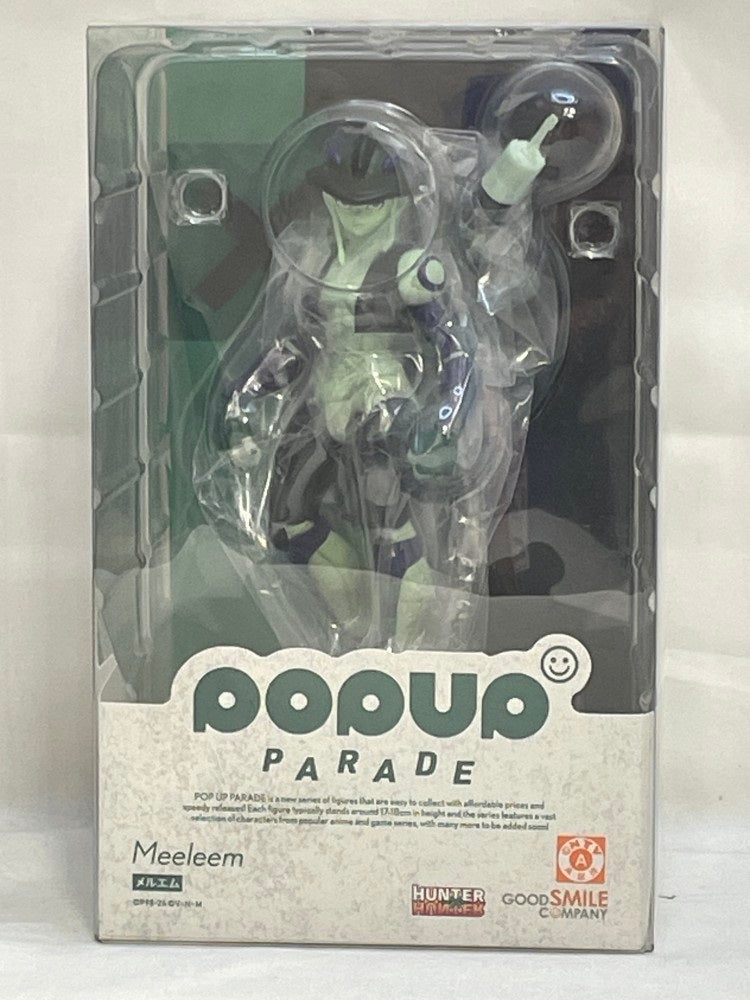 POPUP
PARADE
POP UP PARADE is a new series of figures that are easy to collect with affordable prices and
speedy releases! Each figure typically stands around 17-18cm in height and the series features a vast
selection of characters from popular anime and game series, with many more to be added soon!
Meeleem
メルエム
NTV
A
HUNTER
HUNTER
GOOD SMILE
COMPANY